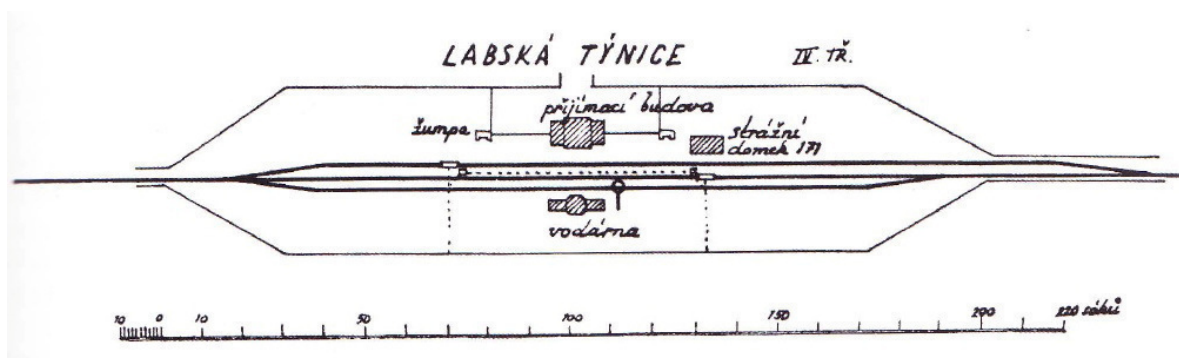 LABSKÁ TÝNICE
IV. TŘ.
přijímací budova
žumpa
strážní
domek 171
vodárna
10 0 10 50 100 150 200 220 sáhů